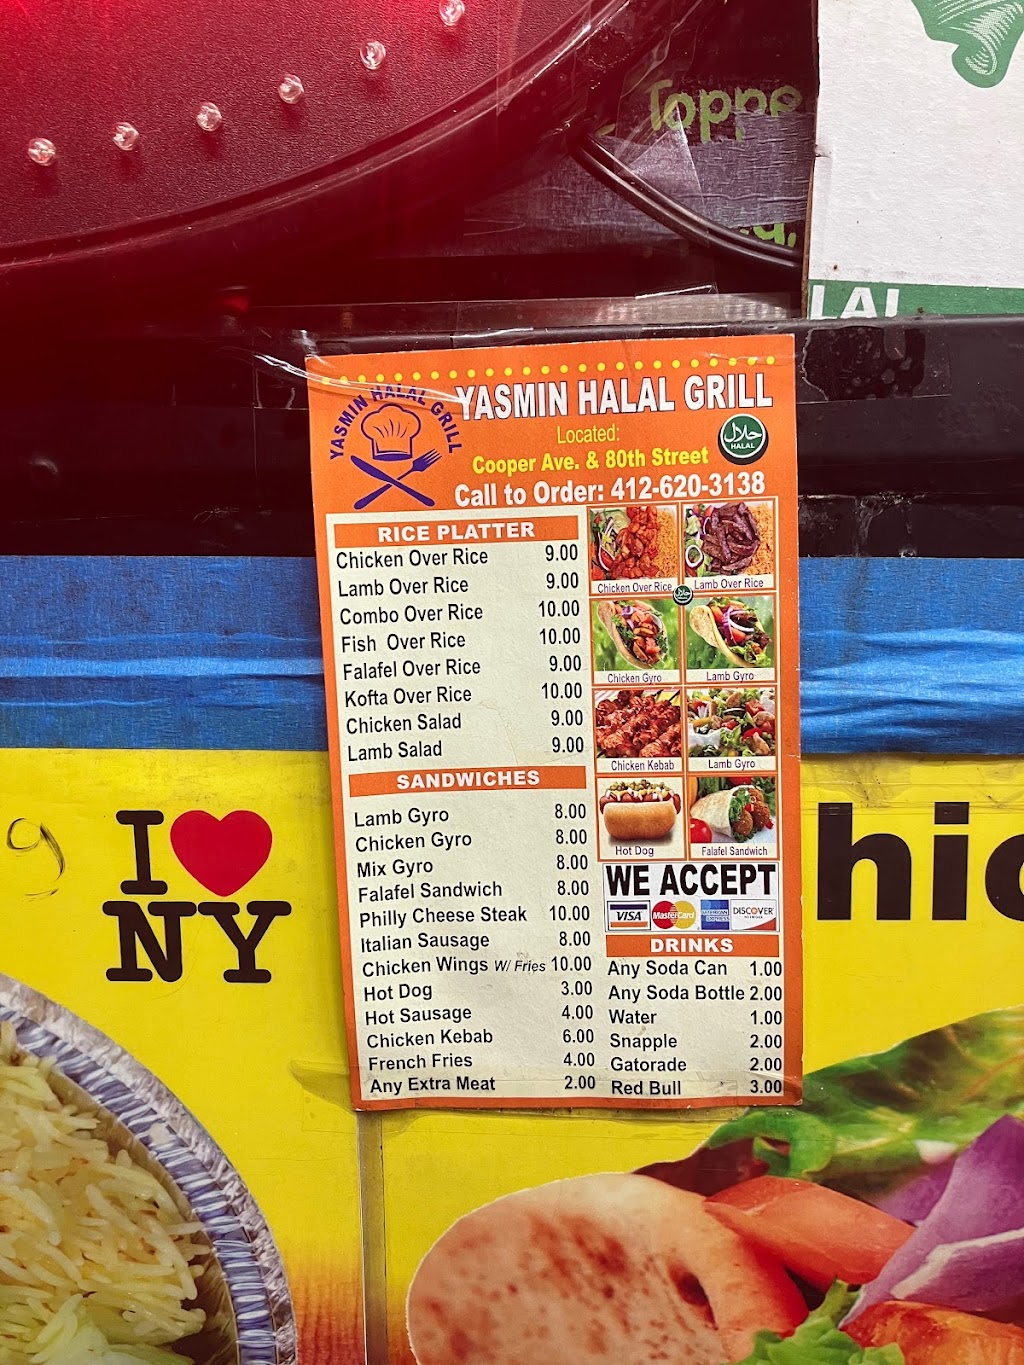 Toppe
LAL
YASMIN HALAL GRILL
YASMIN HALAL GRILL
Located:
Cooper Ave. & 80th Street
حلال
HALAL
Call to Order: 412-620-3138
RICE PLATTER
Chicken Over Rice 9.00
Lamb Over Rice 9.00
Combo Over Rice 10.00
Fish Over Rice 10.00
Falafel Over Rice 9.00
Kofta Over Rice 10.00
Chicken Salad 9.00
Lamb Salad 9.00
SANDWICHES
Lamb Gyro 8.00
Chicken Gyro 8.00
Mix Gyro 8.00
Falafel Sandwich 8.00
Philly Cheese Steak 10.00
Italian Sausage 8.00
Chicken Wings W/ Fries 10.00
Hot Dog 3.00
Hot Sausage 4.00
Chicken Kebab 6.00
French Fries 4.00
Any Extra Meat 2.00
Chicken Over Rice
Lamb Over Rice
حلال
Chicken Gyro
Lamb Gyro
Chicken Kebab
Lamb Gyro
Hot Dog
Falafel Sandwich
WE ACCEPT
VISA
MasterCard
AMERICAN EXPRESS
DISCOVER
NETWORK
DRINKS
Any Soda Can 1.00
Any Soda Bottle 2.00
Water 1.00
Snapple 2.00
Gatorade 2.00
Red Bull 3.00
9
I
NY
hic